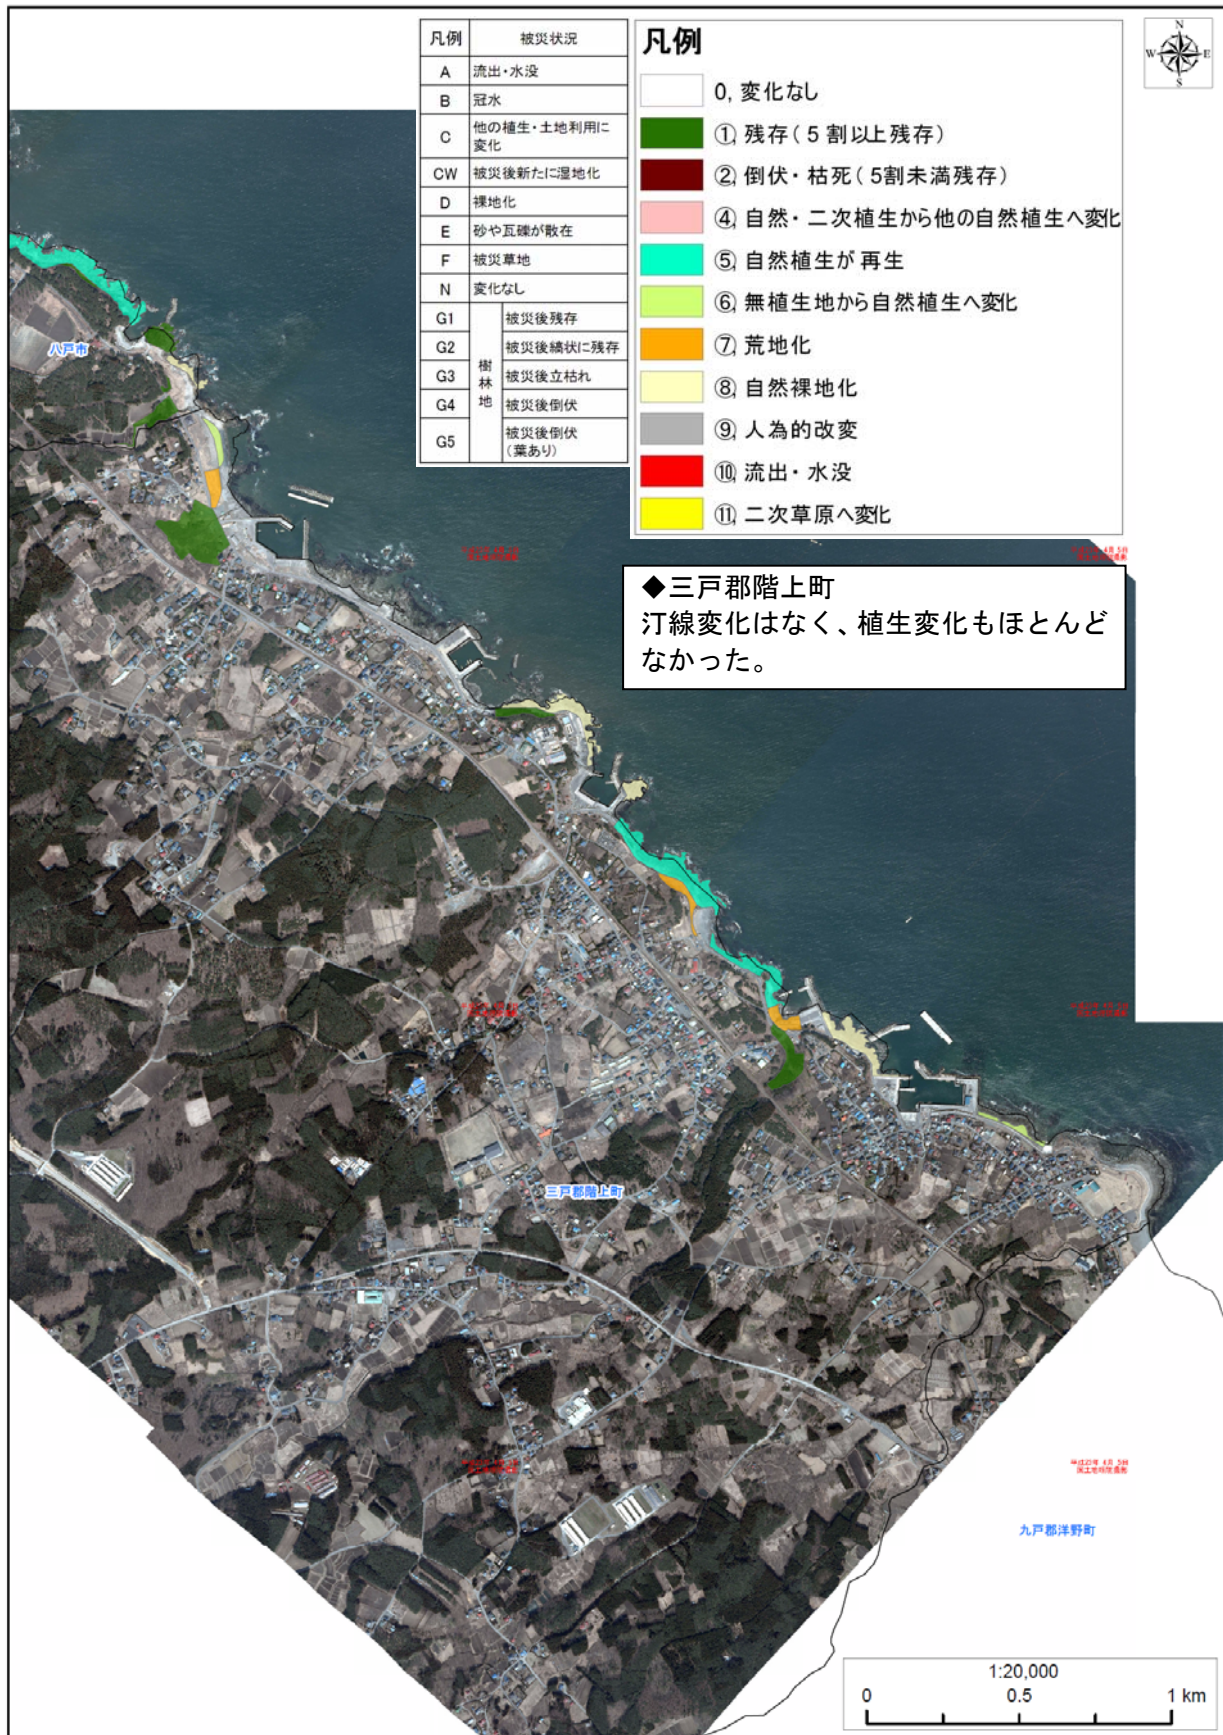 凡例 被災状況
A 流出・水没
B 冠水
C 他の植生・土地利用に
変化
CW 被災後新たに湿地化
D 裸地化
E 砂や瓦礫が散在
F 被災草地
N 変化なし
樹林地
G1 被災後残存
G2 被災後縞状に残存
G3 被災後立枯れ
G4 被災後倒伏
G5 被災後倒伏
(葉あり)
凡例
0, 変化なし
①, 残存(5割以上残存)
②, 倒伏・枯死(5割未満残存)
④, 自然・二次植生から他の自然植生へ変化
⑤, 自然植生が再生
⑥, 無植生地から自然植生へ変化
⑦, 荒地化
⑧, 自然裸地化
⑨, 人為的改変
⑩, 流出・水没
⑪, 二次草原へ変化
N
W E
S
◆三戸郡階上町
汀線変化はなく、植生変化もほとんど
なかった。
八戸市
三戸郡階上町
九戸郡洋野町
1:20,000
0 0.5 1 km